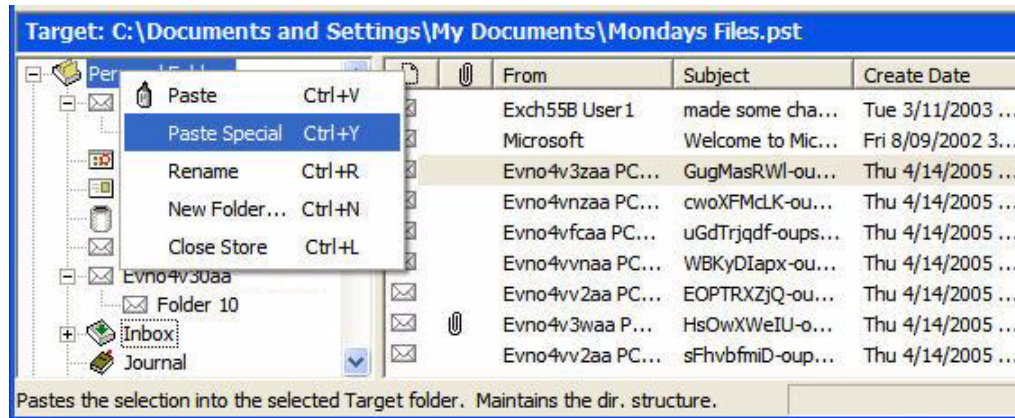 Target: C:\Documents and Settings\My Documents\Mondays Files.pst
From Subject Create Date
Paste Ctrl+V
Paste Special Ctrl+Y
Rename Ctrl+R
New Folder... Ctrl+N
Close Store Ctrl+L
Evno4v30aa
Folder 10
Inbox
Journal
Exch55B User1 made some cha... Tue 3/11/2003 ...
Microsoft Welcome to Mic... Fri 8/09/2002 3...
Evno4v3zaa PC... GugMasRWl-ou... Thu 4/14/2005 ...
Evno4vnzaa PC... cwoXFMcLK-ou... Thu 4/14/2005 ...
Evno4vfcaa PC... uGdTrjqdf-oups... Thu 4/14/2005 ...
Evno4vvnaa PC... WBKyDIapx-ou... Thu 4/14/2005 ...
Evno4vv2aa PC... EOPTRXZjQ-ou... Thu 4/14/2005 ...
Evno4v3waa P... HsOwXWeIU-o... Thu 4/14/2005 ...
Evno4vv2aa PC... sFhvbfmiD-oup... Thu 4/14/2005 ...
Pastes the selection into the selected Target folder. Maintains the dir. structure.